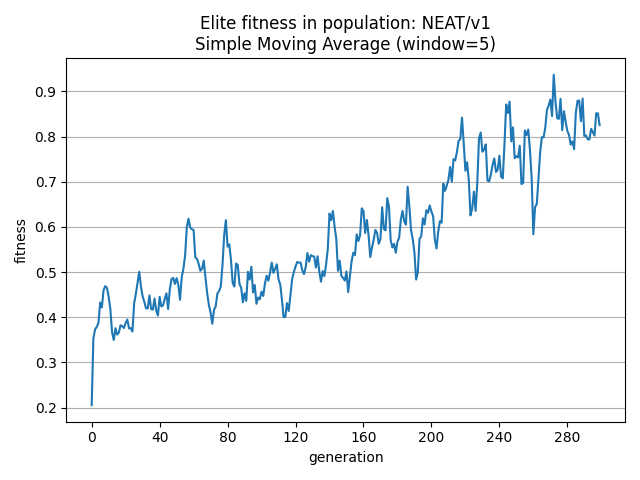 Elite fitness in population: NEAT/v1
Simple Moving Average (window=5)
fitness
0.9
0.8
0.7
0.6
0.5
0.4
0.3
0.2
0 40 80 120 160 200 240 280
generation